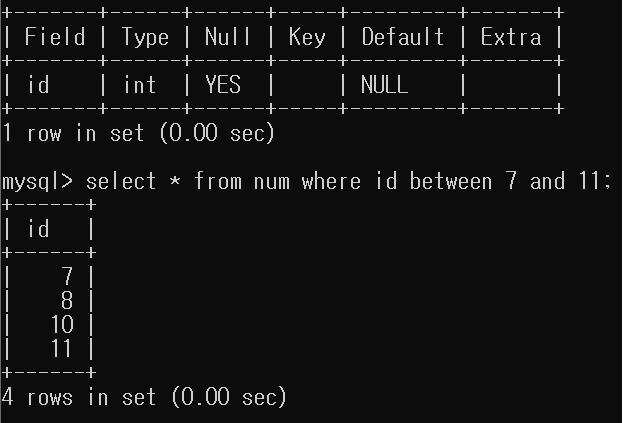 +-------+------+------+-----+---------+-------+
| Field | Type | Null | Key | Default | Extra |
+-------+------+------+-----+---------+-------+
| id    | int  | YES  |     | NULL    |       |
+-------+------+------+-----+---------+-------+
1 row in set (0.00 sec)
mysql> select * from num where id between 7 and 11;
+------+
| id   |
+------+
|    7 |
|    8 |
|   10 |
|   11 |
+------+
4 rows in set (0.00 sec)